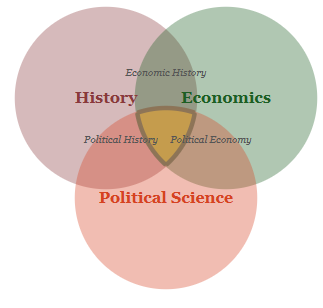 Economic History
History
Economics
Political History
Political Economy
Political Science